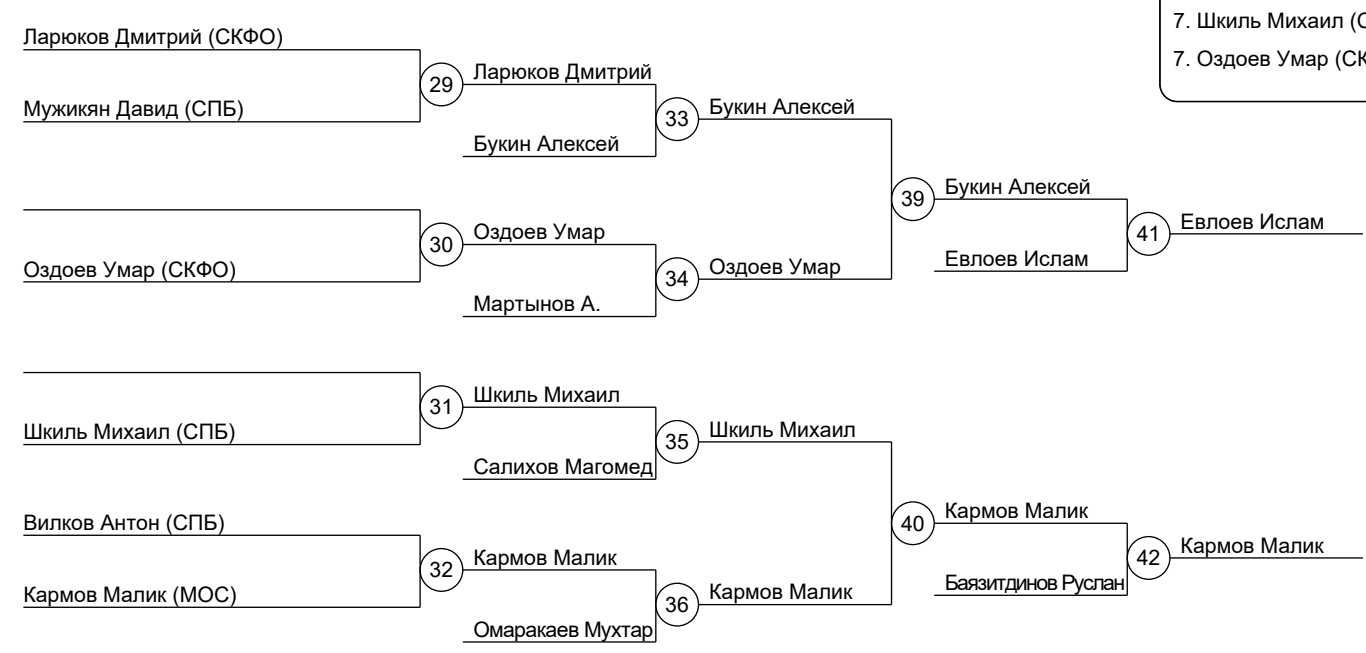 7. Шкиль Михаил (С
7. Оздоев Умар (СК
Ларюков Дмитрий (СКФО)
29
Ларюков Дмитрий
Мужикян Давид (СПБ)
33
Букин Алексей
Букин Алексей
39
Букин Алексей
30
Оздоев Умар
41
Евлоев Ислам
Оздоев Умар (СКФО)
34
Оздоев Умар
Евлоев Ислам
Мартынов А.
31
Шкиль Михаил
Шкиль Михаил (СПБ)
35
Шкиль Михаил
Салихов Магомед
Вилков Антон (СПБ)
40
Кармов Малик
32
Кармов Малик
42
Кармов Малик
Кармов Малик (МОС)
36
Кармов Малик
Баязитдинов Руслан
Омаракаев Мухтар